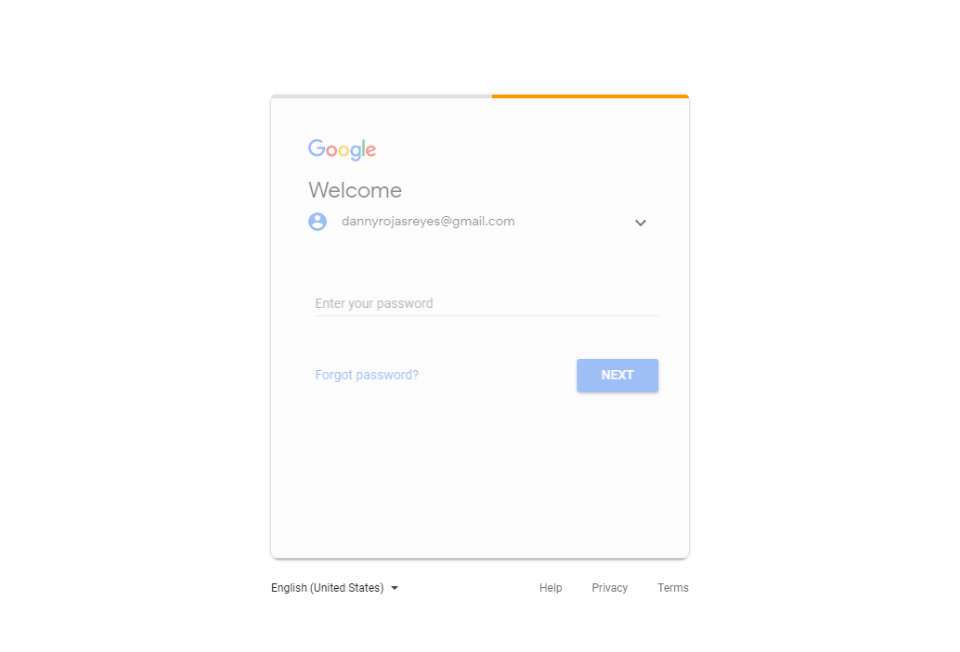 Google
Welcome
dannyrojasreyes@gmail.com
Enter your password
Forgot password? NEXT
English (United States) Help Privacy Terms